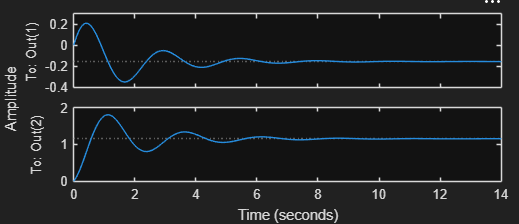 0.2
0
-0.2
-0.4
To: Out(1)
Amplitude
2
1
0
To: Out(2)
0 2 4 6 8 10 12 14
Time (seconds)